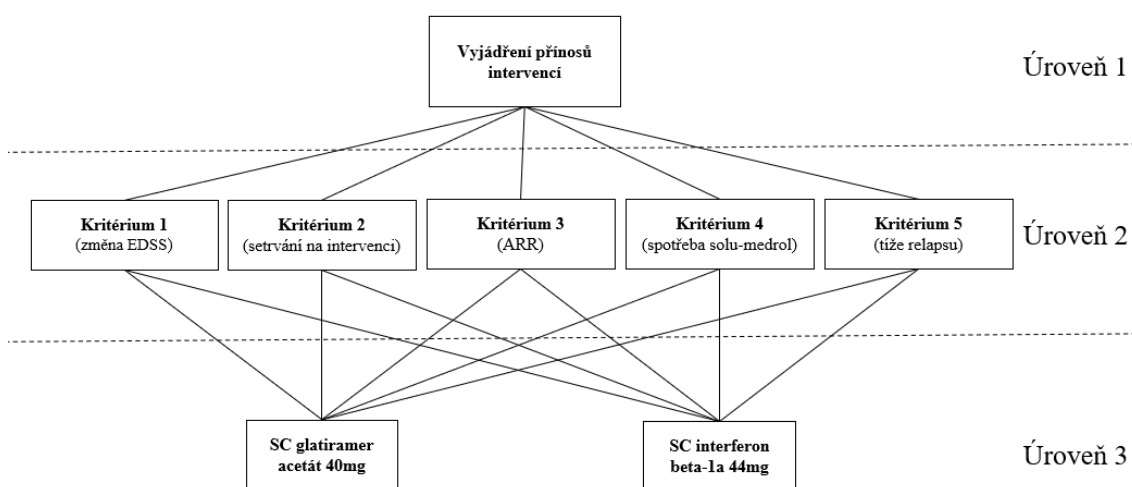 Vyjádření přínosů
intervencí
Úroveň 1
Kritérium 1
(změna EDSS)
Kritérium 2
(setrvání na intervenci)
Kritérium 3
(ARR)
Kritérium 4
(spotřeba solu-medrol)
Kritérium 5
(tíže relapsu)
Úroveň 2
SC glatiramer
acetát 40mg
SC interferon
beta-1a 44mg
Úroveň 3